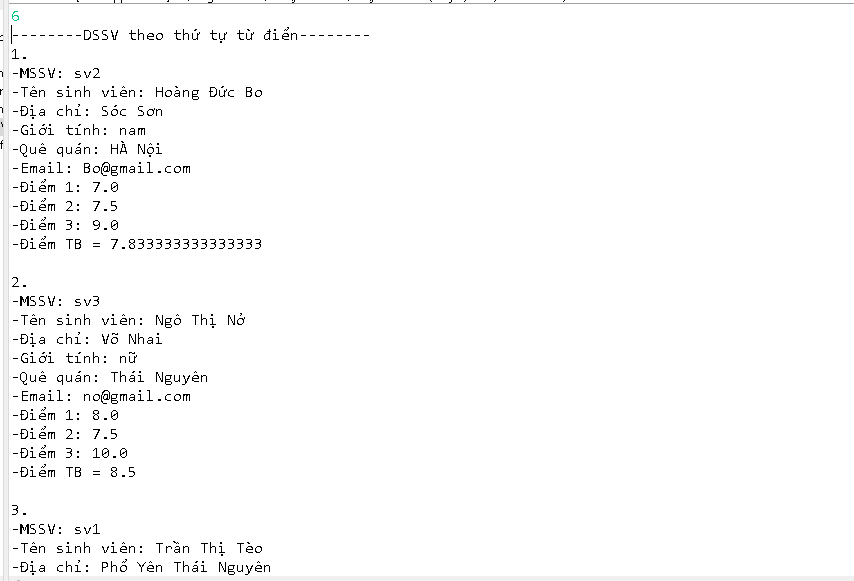 6
--------DSSV theo thứ tự từ điển--------
1.
-MSSV: sv2
-Tên sinh viên: Hoàng Đức Bo
-Địa chỉ: Sóc Sơn
-Giới tính: nam
-Quê quán: HÀ Nội
-Email: Bo@gmail.com
-Điểm 1: 7.0
-Điểm 2: 7.5
-Điểm 3: 9.0
-Điểm TB = 7.833333333333333
2.
-MSSV: sv3
-Tên sinh viên: Ngô Thị Nở
-Địa chỉ: Võ Nhai
-Giới tính: nữ
-Quê quán: Thái Nguyên
-Email: no@gmail.com
-Điểm 1: 8.0
-Điểm 2: 7.5
-Điểm 3: 10.0
-Điểm TB = 8.5
3.
-MSSV: sv1
-Tên sinh viên: Trần Thị Tèo
-Địa chỉ: Phổ Yên Thái Nguyên